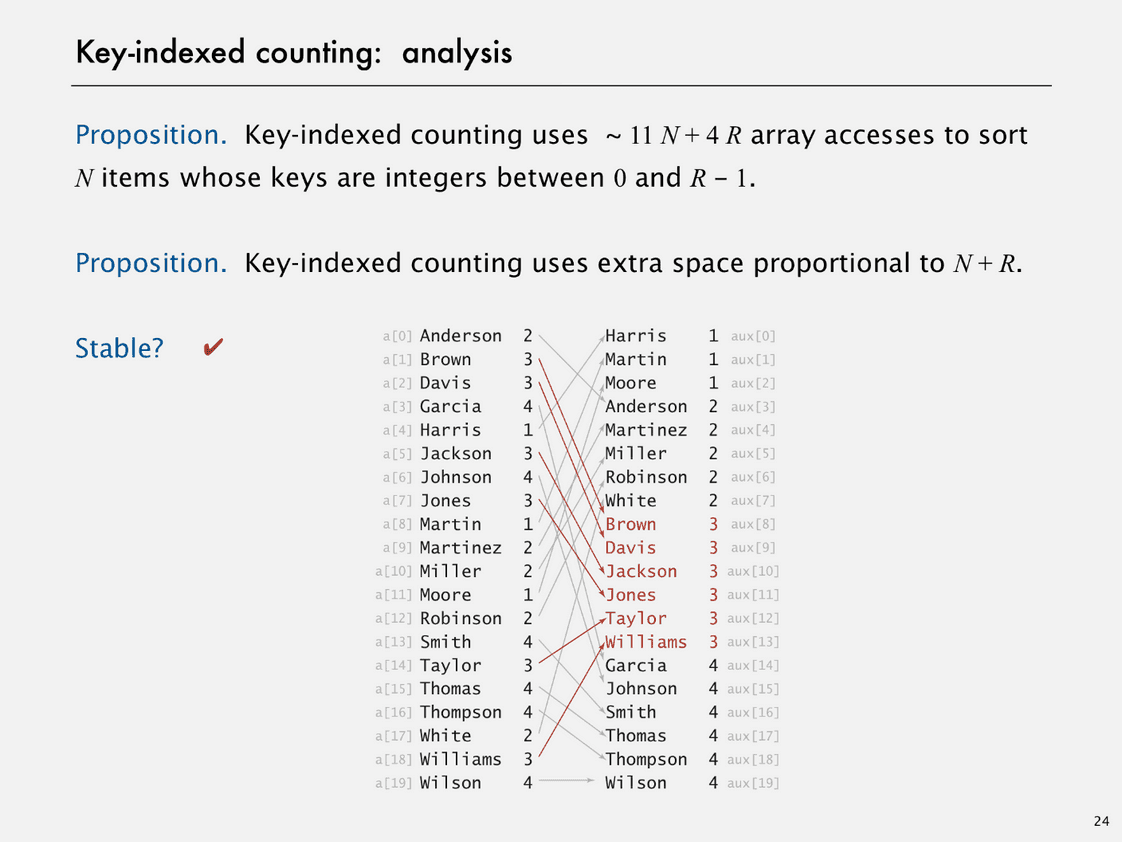 Key-indexed counting: analysis
Proposition. Key-indexed counting uses ~ 11 N + 4 R array accesses to sort
N items whose keys are integers between 0 and R – 1.
Proposition. Key-indexed counting uses extra space proportional to N + R.
Stable? ✔
a[0] Anderson 2 Harris 1 aux[0]
a[1] Brown 3 Martin 1 aux[1]
a[2] Davis 3 Moore 1 aux[2]
a[3] Garcia 4 Anderson 2 aux[3]
a[4] Harris 1 Martinez 2 aux[4]
a[5] Jackson 3 Miller 2 aux[5]
a[6] Johnson 4 Robinson 2 aux[6]
a[7] Jones 3 White 2 aux[7]
a[8] Martin 1 Brown 3 aux[8]
a[9] Martinez 2 Davis 3 aux[9]
a[10] Miller 2 Jackson 3 aux[10]
a[11] Moore 1 Jones 3 aux[11]
a[12] Robinson 2 Taylor 3 aux[12]
a[13] Smith 4 Williams 3 aux[13]
a[14] Taylor 3 Garcia 4 aux[14]
a[15] Thomas 4 Johnson 4 aux[15]
a[16] Thompson 4 Smith 4 aux[16]
a[17] White 2 Thomas 4 aux[17]
a[18] Williams 3 Thompson 4 aux[18]
a[19] Wilson 4 Wilson 4 aux[19]
24